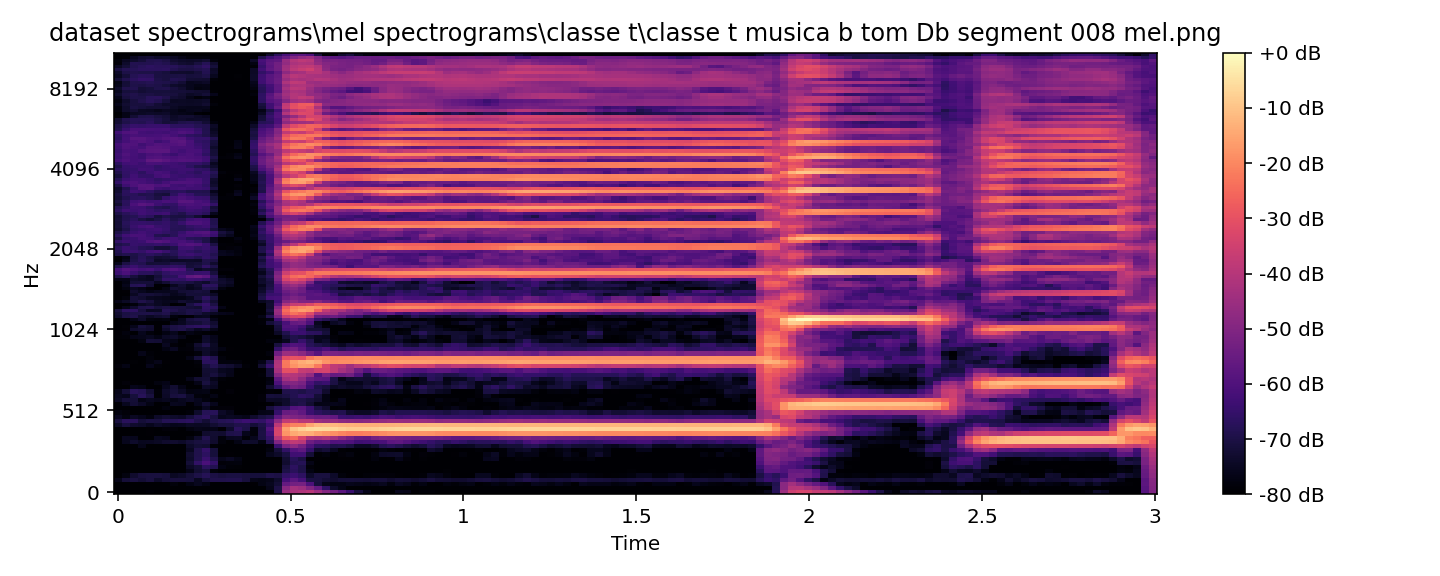 dataset spectrograms\mel spectrograms\classe t\classe t musica b tom Db segment 008 mel.png
Hz
8192
4096
2048
1024
512
0
0
0.5
1
1.5
2
2.5
3
Time
+0 dB
-10 dB
-20 dB
-30 dB
-40 dB
-50 dB
-60 dB
-70 dB
-80 dB